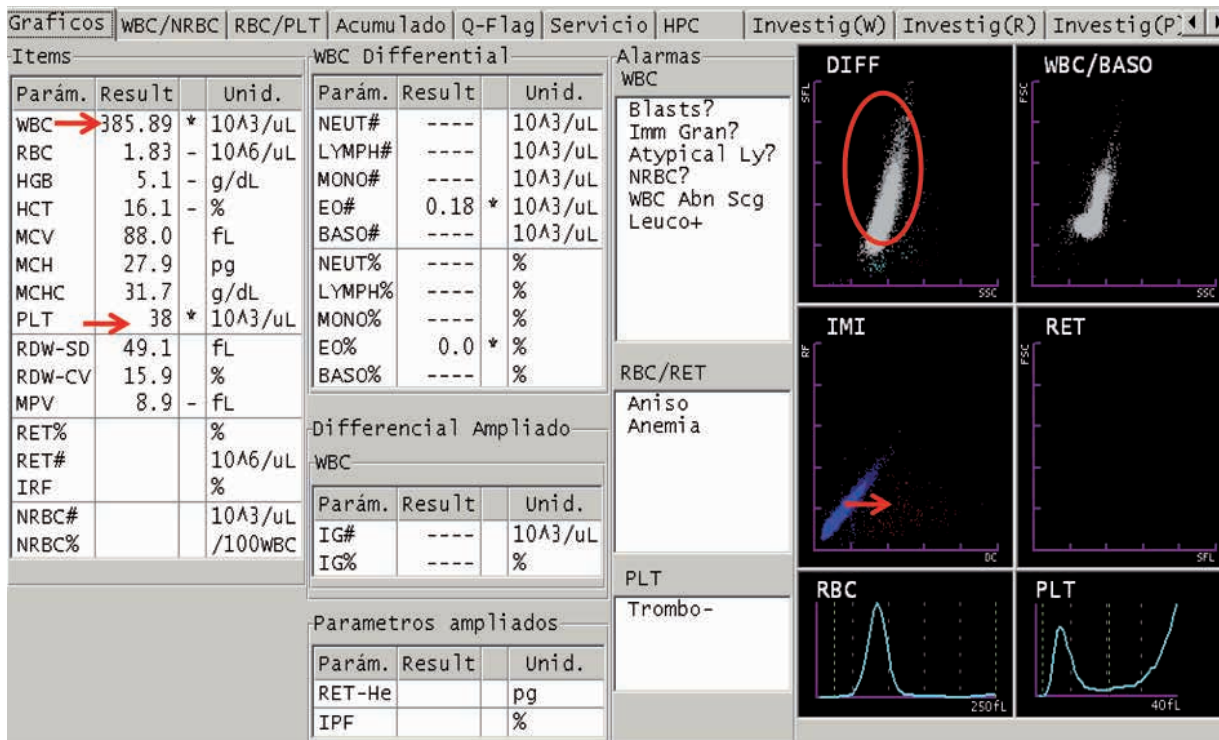 Graficos WBC/NRBC RBC/PLT Acumulado Q-Flag Servicio HPC Investig(W) Investig(R) Investig(P)
Items
Parám. Result Unid.
WBC 385.89 * 10^3/uL
RBC 1.83 - 10^6/uL
HGB 5.1 - g/dL
HCT 16.1 - %
MCV 88.0 fL
MCH 27.9 pg
MCHC 31.7 g/dL
PLT 38 * 10^3/uL
RDW-SD 49.1 fL
RDW-CV 15.9 %
MPV 8.9 - fL
RET% %
RET# 10^6/uL
IRF %
NRBC# 10^3/uL
NRBC% /100WBC
WBC Differential
Parám. Result Unid.
NEUT# ---- 10^3/uL
LYMPH# ---- 10^3/uL
MONO# ---- 10^3/uL
EO# 0.18 * 10^3/uL
BASO# ---- 10^3/uL
NEUT% ---- %
LYMPH% ---- %
MONO% ---- %
EO% 0.0 * %
BASO% ---- %
Differencial Ampliado
WBC
Parám. Result Unid.
IG# ---- 10^3/uL
IG% ---- %
Parametros ampliados
Parám. Result Unid.
RET-He pg
IPF %
Alarmas
WBC
Blasts?
Imm Gran?
Atypical Ly?
NRBC?
WBC Abn Scg
Leuco+
RBC/RET
Aniso
Anemia
PLT
Trombo-
DIFF
SFL
SSC
WBC/BASO
FSC
SSC
IMI
RF
DC
RET
FSC
SFL
RBC
250fL
PLT
40fL